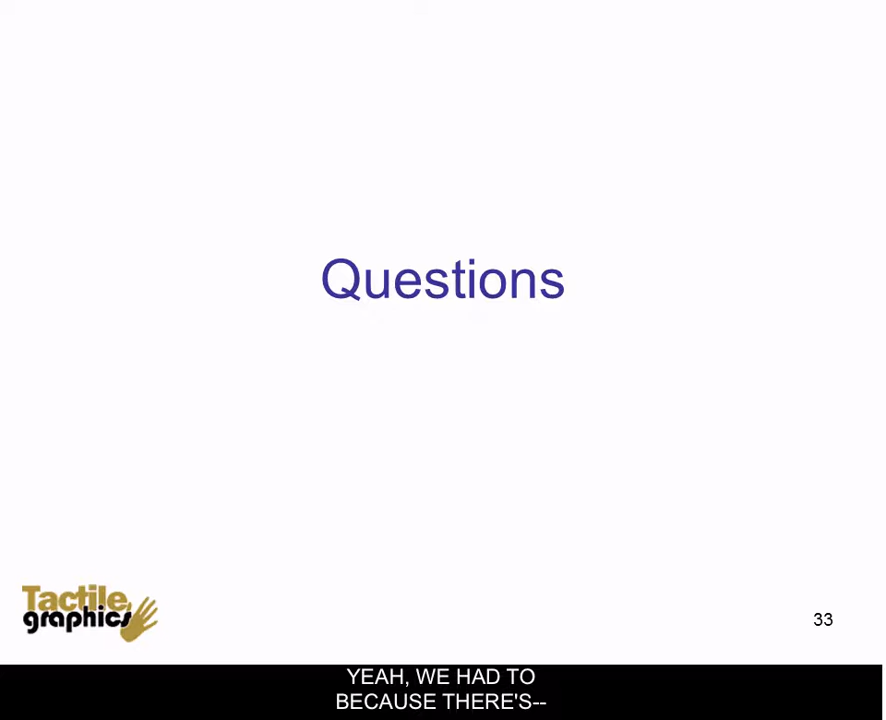 Questions
Tactile
graphics
33
YEAH, WE HAD TO
BECAUSE THERE'S--